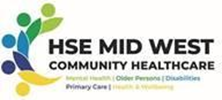 HSE MID WEST
COMMUNITY HEALTHCARE
Mental Health | Older Persons | Disabilities
Primary Care | Health & Wellbeing